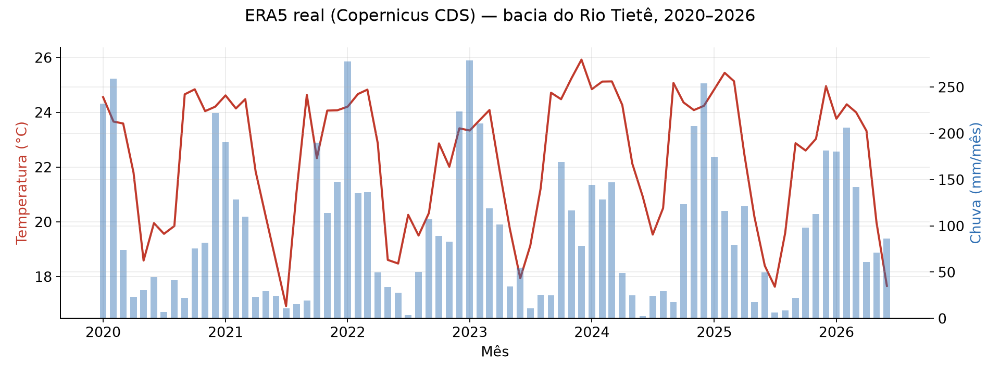 ERA5 real (Copernicus CDS) — bacia do Rio Tietê, 2020–2026
Temperatura (°C)
26
24
22
20
18
250
200
150
100
50
0
Chuva (mm/mês)
2020 2021 2022 2023 2024 2025 2026
Mês